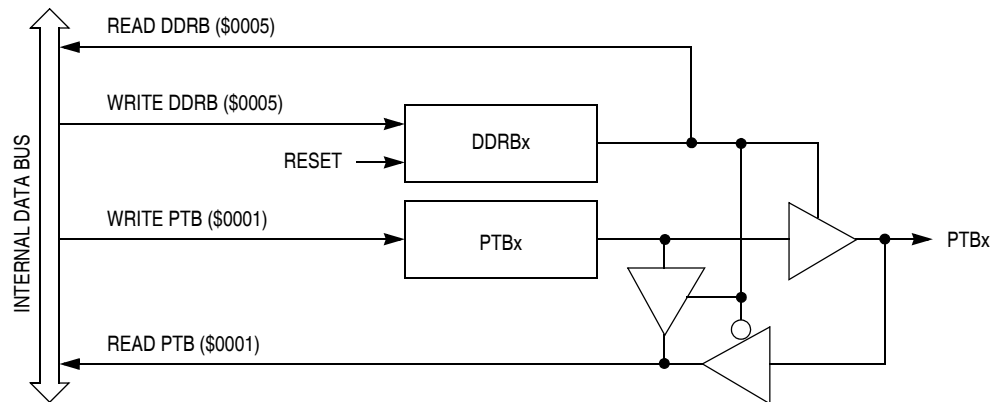 READ DDRB ($0005)
WRITE DDRB ($0005)
DDRBx
RESET
INTERNAL DATA BUS
WRITE PTB ($0001)
PTBx
PTBx
READ PTB ($0001)